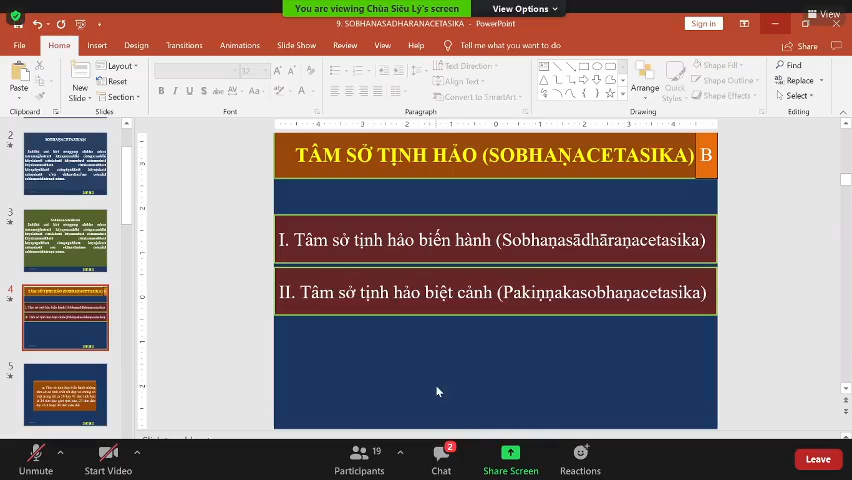 You are viewing Chùa Siêu Lý's screen
View Options
View
9. SOBHANASADHARANACETASIKA - PowerPoint
Sign in
File Home Insert Design Transitions Animations Slide Show Review View Help Tell me what you want to do Share
Paste
New
Slide
Layout
Reset
Section
32
Text Direction
Align Text
Convert to SmartArt
Arrange
Quick
Styles
Shape Fill
Shape Outline
Shape Effects
Find
Replace
Select
Clipboard Slides Font Paragraph Drawing Editing
2
3
4
5
TÂM SỞ TỊNH HẢO (SOBHAṆACETASIKA) B
I. Tâm sở tịnh hảo biến hành (Sobhaṇasādhāraṇacetasika)
II. Tâm sở tịnh hảo biệt cảnh (Pakiṇṇakasobhaṇacetasika)
Unmute
Start Video
19
Participants
2
Chat
Share Screen
Reactions
Leave